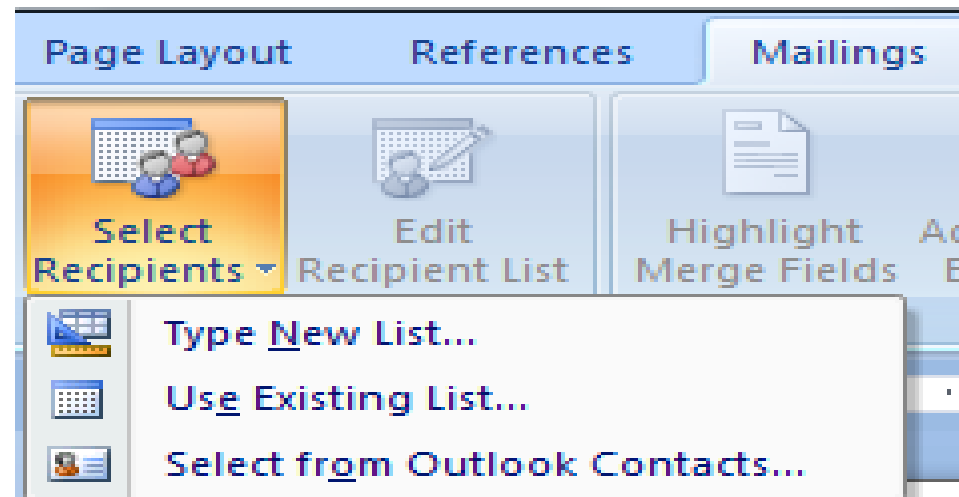 Page Layout References Mailings
Select Edit Highlight
Recipients Recipient List Merge Fields
Type New List...
Use Existing List...
Select from Outlook Contacts...